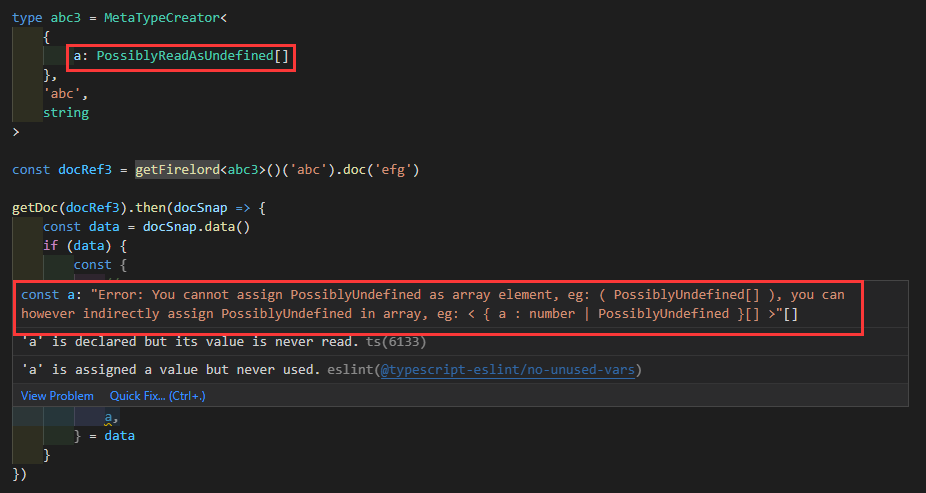 type abc3 = MetaTypeCreator<
{
a: PossiblyReadAsUndefined[]
},
'abc',
string
>
const docRef3 = getFirelord<abc3>()('abc').doc('efg')
getDoc(docRef3).then(docSnap => {
const data = docSnap.data()
if (data) {
const {
const a: "Error: You cannot assign PossiblyUndefined as array element, eg: ( PossiblyUndefined[] ), you can
however indirectly assign PossiblyUndefined in array, eg: < { a : number | PossiblyUndefined }[] >"[]
'a' is declared but its value is never read. ts(6133)
'a' is assigned a value but never used. eslint(@typescript-eslint/no-unused-vars)
View Problem Quick Fix... (Ctrl+.)
a,
} = data
}
})